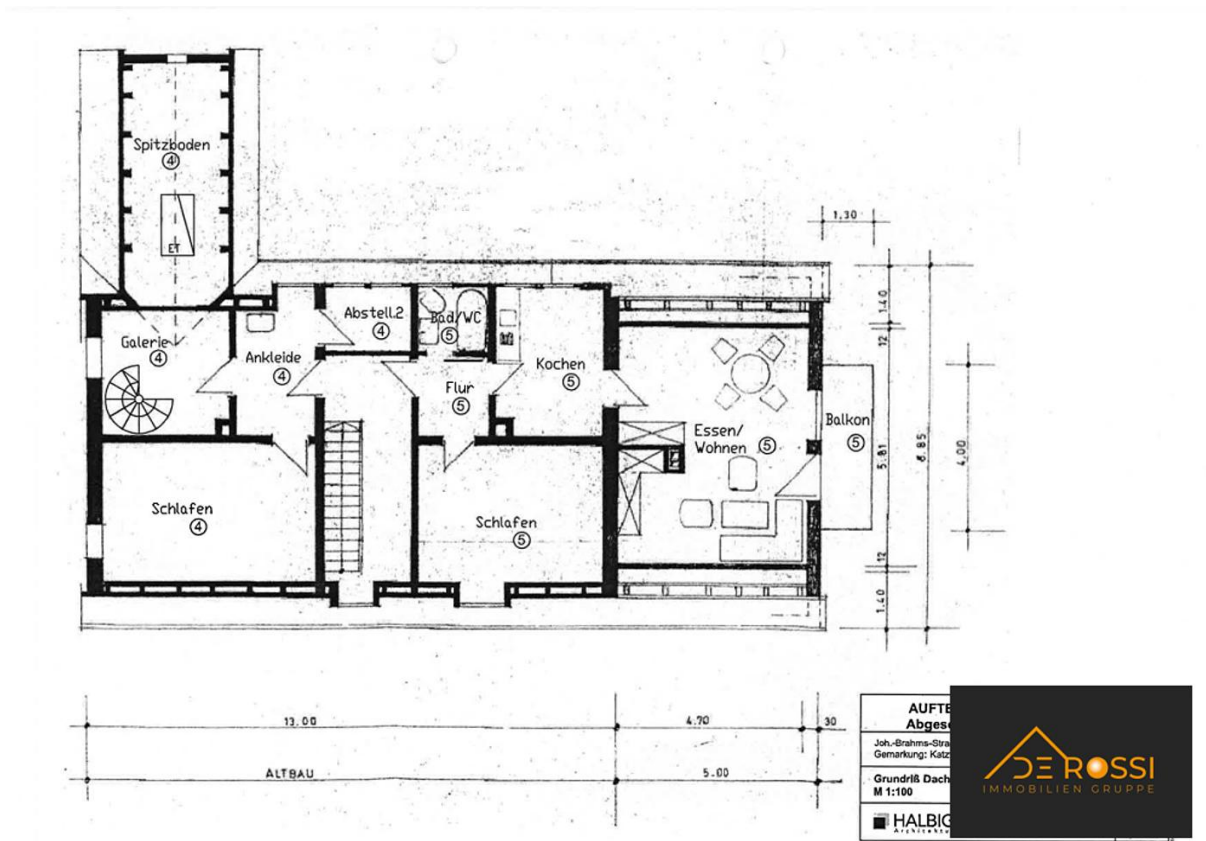 Spitzboden
④
ET
1,30
Abstell.2
④
Bad/WC
⑤
Galerie
④
Ankleide
④
Kochen
⑤
Flur
⑤
Essen/
Wohnen ⑤
Balkon
⑤
Schlafen
④
Schlafen
⑤
1.40
12
5.81
8.85
4,00
12
1.40
13.00
4.70
30
ALTBAU
5.00
AUFTE
Abges
Joh.-Brahms-Stra
Gemarkung: Katz
Grundriß Dach
M 1:100
HALBIG
Architektu
DE ROSSI
IMMOBILIEN GRUPPE